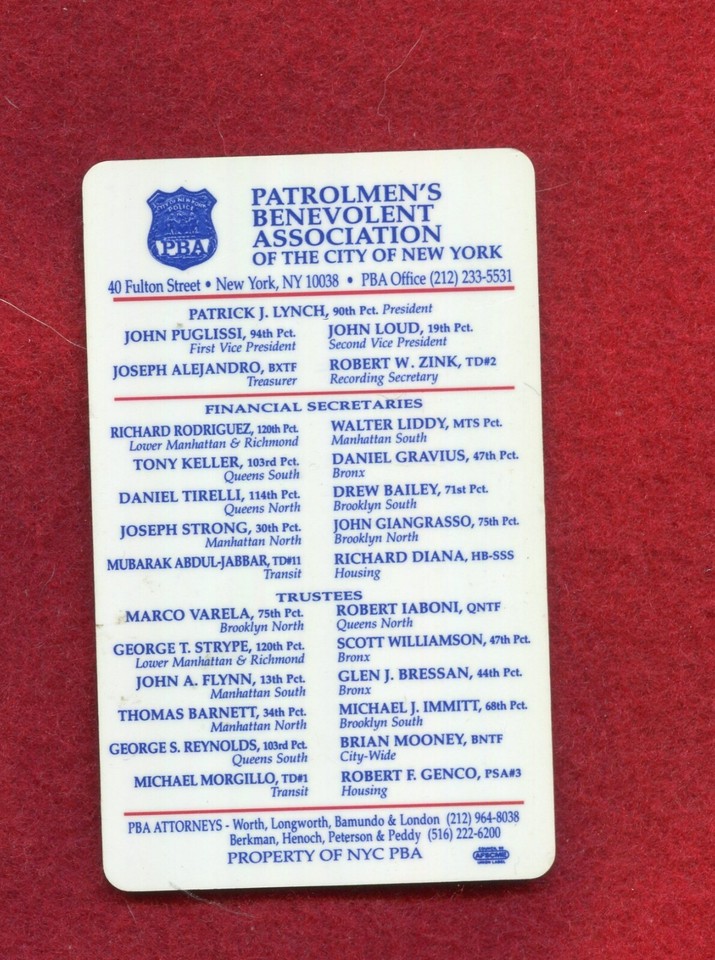 CITY OF NEW YORK
POLICE
PBA
PATROLMEN'S
BENEVOLENT
ASSOCIATION
OF THE CITY OF NEW YORK
40 Fulton Street • New York, NY 10038 • PBA Office (212) 233-5531
PATRICK J. LYNCH, 90th Pct. President
JOHN PUGLISSI, 94th Pct. JOHN LOUD, 19th Pct.
First Vice President Second Vice President
JOSEPH ALEJANDRO, BXTF ROBERT W. ZINK, TD#2
Treasurer Recording Secretary
FINANCIAL SECRETARIES
RICHARD RODRIGUEZ, 120th Pct. WALTER LIDDY, MTS Pct.
Lower Manhattan & Richmond Manhattan South
TONY KELLER, 103rd Pct. DANIEL GRAVIUS, 47th Pct.
Queens South Bronx
DANIEL TIRELLI, 114th Pct. DREW BAILEY, 71st Pct.
Queens North Brooklyn South
JOSEPH STRONG, 30th Pct. JOHN GIANGRASSO, 75th Pct.
Manhattan North Brooklyn North
MUBARAK ABDUL-JABBAR, TD#11 RICHARD DIANA, HB-SSS
Transit Housing
TRUSTEES
MARCO VARELA, 75th Pct. ROBERT IABONI, QNTF
Brooklyn North Queens North
GEORGE T. STRYPE, 120th Pct. SCOTT WILLIAMSON, 47th Pct.
Lower Manhattan & Richmond Bronx
JOHN A. FLYNN, 13th Pct. GLEN J. BRESSAN, 44th Pct.
Manhattan South Bronx
THOMAS BARNETT, 34th Pct. MICHAEL J. IMMITT, 68th Pct.
Manhattan North Brooklyn South
GEORGE S. REYNOLDS, 103rd Pct. BRIAN MOONEY, BNTF
Queens South City-Wide
MICHAEL MORGILLO, TD#1 ROBERT F. GENCO, PSA#3
Transit Housing
PBA ATTORNEYS - Worth, Longworth, Bamundo & London (212) 964-8038
Berkman, Henoch, Peterson & Peddy (516) 222-6200
PROPERTY OF NYC PBA
UNION LABEL